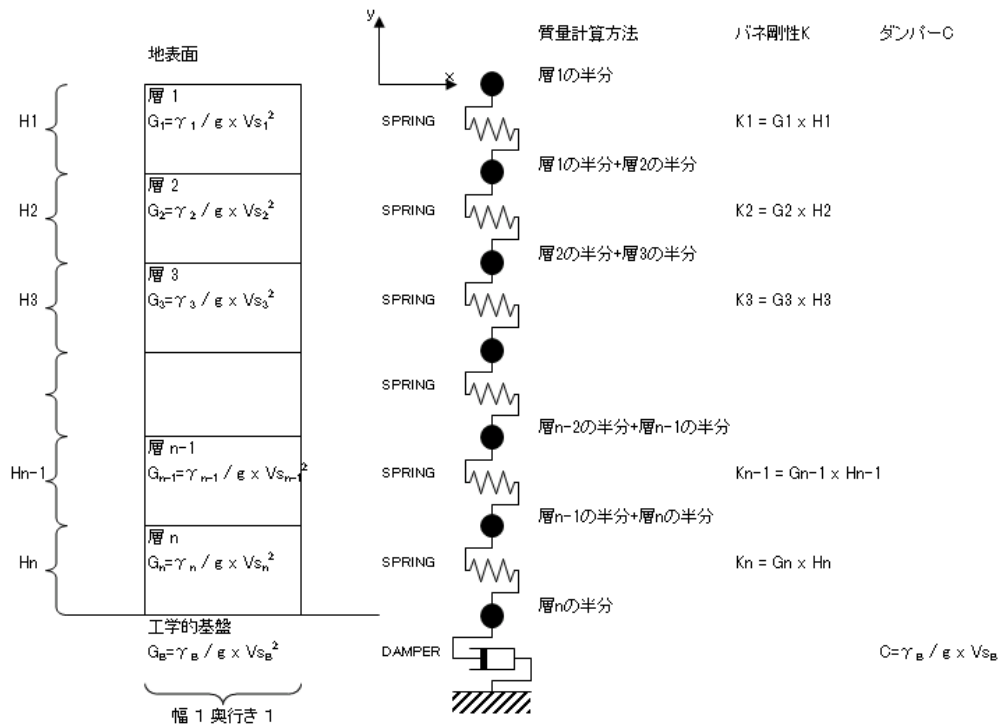 y
質量計算方法 バネ剛性K ダンパーC
地表面
x
層1の半分
層 1
H1 G₁=γ₁ / g x Vs₁² SPRING K1 = G1 x H1
層1の半分+層2の半分
層 2
H2 G₂=γ₂ / g x Vs₂² SPRING K2 = G2 x H2
層2の半分+層3の半分
層 3
H3 G₃=γ₃ / g x Vs₃² SPRING K3 = G3 x H3
SPRING
層n-2の半分+層n-1の半分
層 n-1
Hn-1 Gₙ₋₁=γₙ₋₁ / g x Vsₙ₋₁² SPRING Kn-1 = Gn-1 x Hn-1
層n-1の半分+層nの半分
層 n
Hn Gₙ=γₙ / g x Vsₙ² SPRING Kn = Gn x Hn
層nの半分
工学的基盤
G_B=γ_B / g x Vs_B² DAMPER C=γ_B / g x Vs_B
幅 1 奥行き 1